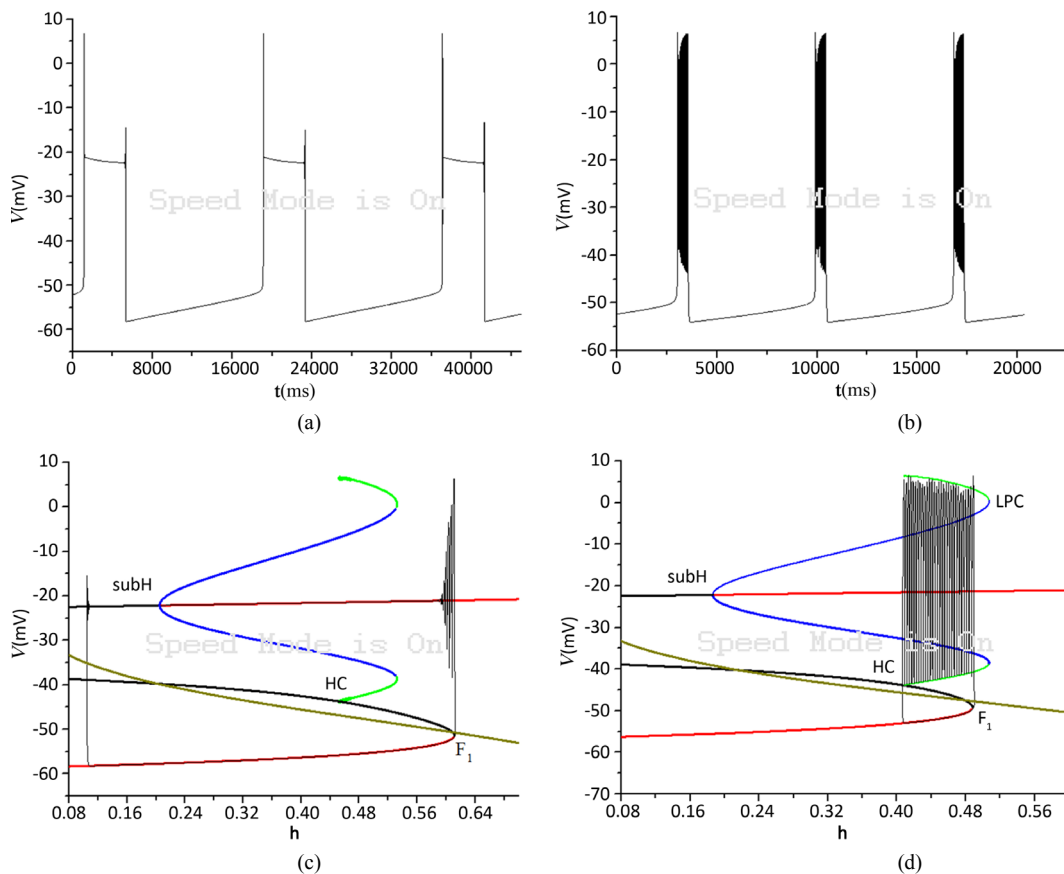 10
0
-10
-20
-30
-40
-50
-60
V(mV)
Speed Mode is On
0 8000 16000 24000 32000 40000
t(ms)
(a)
10
0
-10
-20
-30
-40
-50
-60
V(mV)
Speed Mode is On
0 5000 10000 15000 20000
t(ms)
(b)
10
0
-10
-20
-30
-40
-50
-60
V(mV)
subH
Speed Mode is On
HC
F1
0.08 0.16 0.24 0.32 0.40 0.48 0.56 0.64
h
(c)
10
0
-10
-20
-30
-40
-50
-60
-70
V(mV)
LPC
subH
Speed Mode is On
HC
F1
0.08 0.16 0.24 0.32 0.40 0.48 0.56
h
(d)